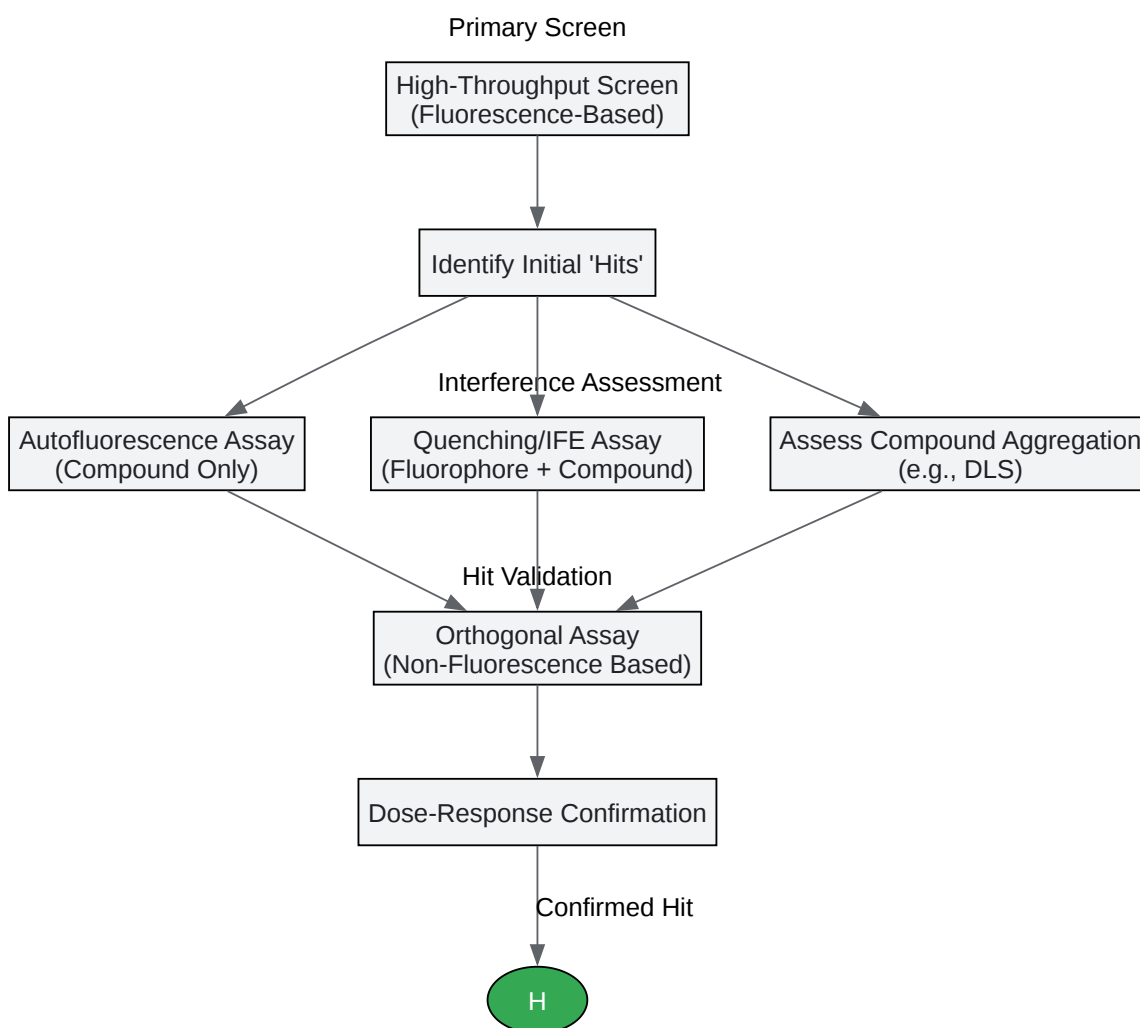 Primary Screen
High-Throughput Screen
(Fluorescence-Based)
Identify Initial 'Hits'
Interference Assessment
Autofluorescence Assay
(Compound Only)
Quenching/IFE Assay
(Fluorophore + Compound)
Assess Compound Aggregation
(e.g., DLS)
Hit Validation
Orthogonal Assay
(Non-Fluorescence Based)
Dose-Response Confirmation
Confirmed Hit
H